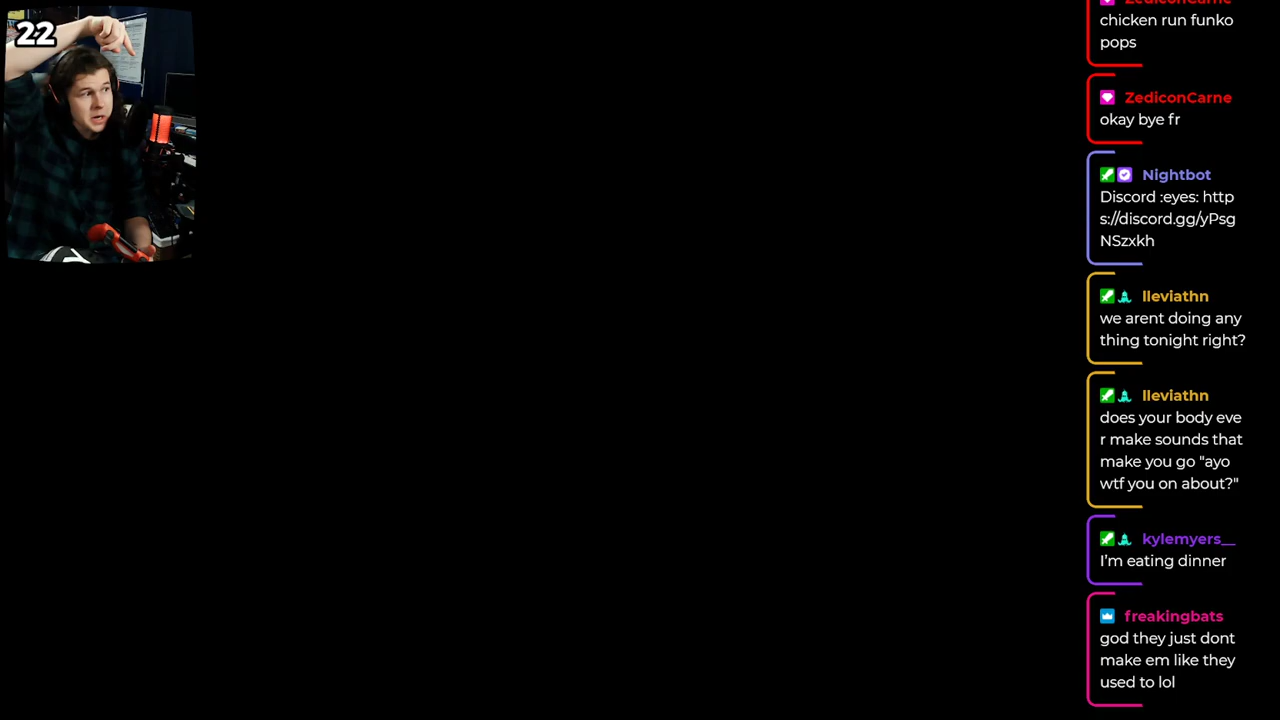 22
ZediconCarne
chicken run funko
pops
ZediconCarne
okay bye fr
Nightbot
Discord :eyes: http
s://discord.gg/yPsg
NSzxkh
lleviathn
we arent doing any
thing tonight right?
lleviathn
does your body eve
r make sounds that
make you go "ayo
wtf you on about?"
kylemyers__
I'm eating dinner
freakingbats
god they just dont
make em like they
used to lol